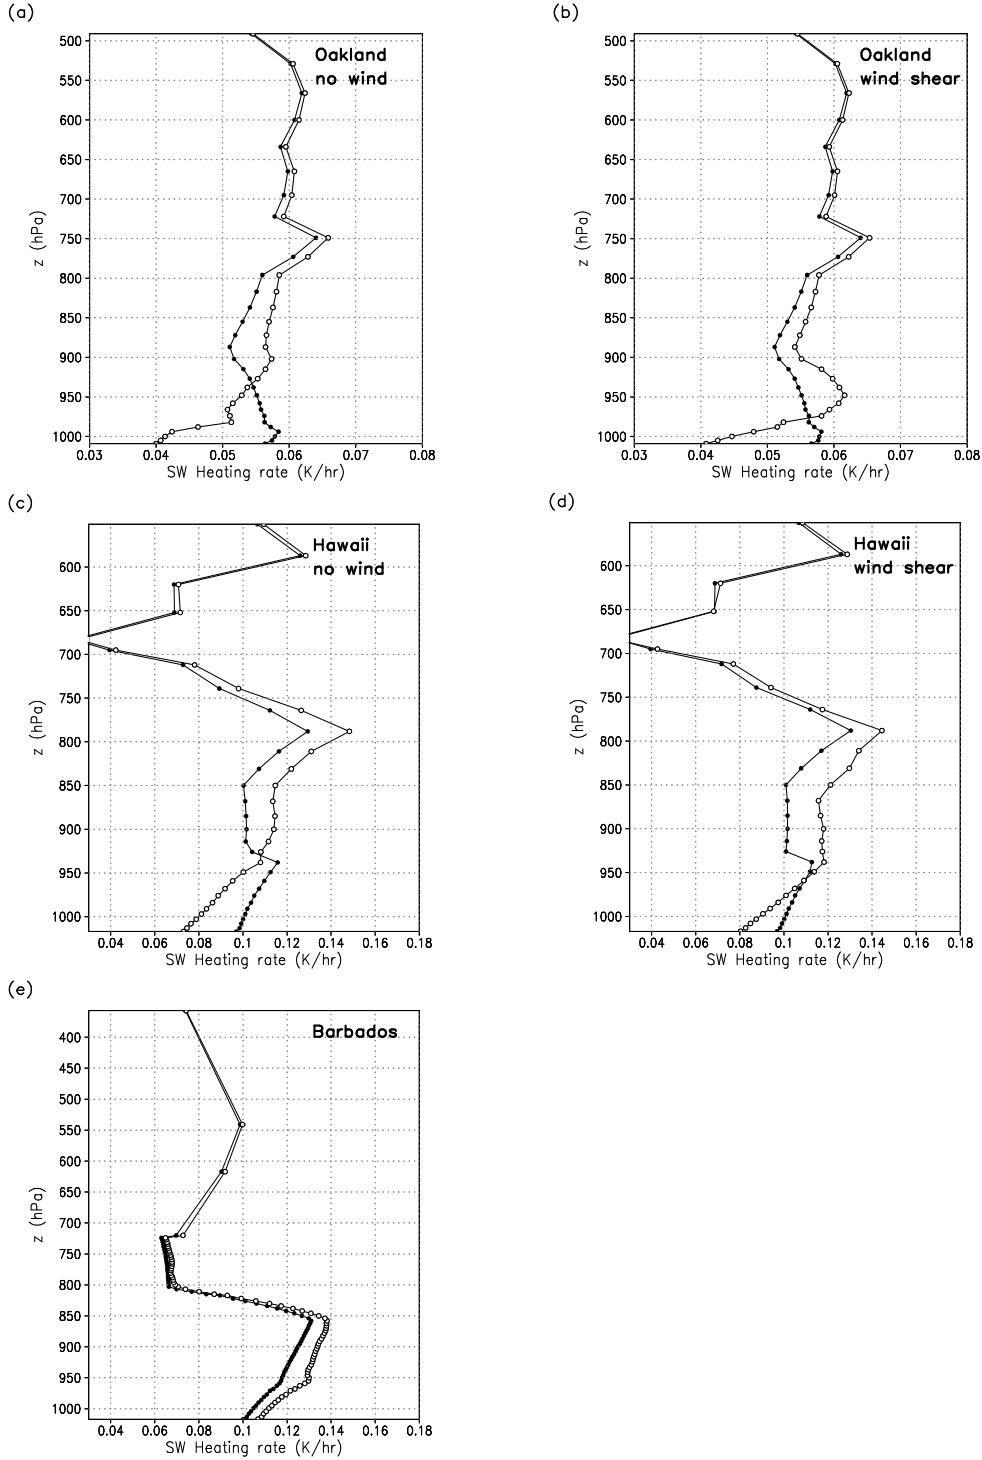 (a)
Oakland
no wind
500
550
600
650
700
750
800
850
900
950
1000
z (hPa)
0.03 0.04 0.05 0.06 0.07 0.08
SW Heating rate (K/hr)
(b)
Oakland
wind shear
500
550
600
650
700
750
800
850
900
950
1000
z (hPa)
0.03 0.04 0.05 0.06 0.07 0.08
SW Heating rate (K/hr)
(c)
Hawaii
no wind
600
650
700
750
800
850
900
950
1000
z (hPa)
0.04 0.06 0.08 0.1 0.12 0.14 0.16 0.18
SW Heating rate (K/hr)
(d)
Hawaii
wind shear
600
650
700
750
800
850
900
950
1000
z (hPa)
0.04 0.06 0.08 0.1 0.12 0.14 0.16 0.18
SW Heating rate (K/hr)
(e)
Barbados
400
450
500
550
600
650
700
750
800
850
900
950
1000
z (hPa)
0.04 0.06 0.08 0.1 0.12 0.14 0.16 0.18
SW Heating rate (K/hr)